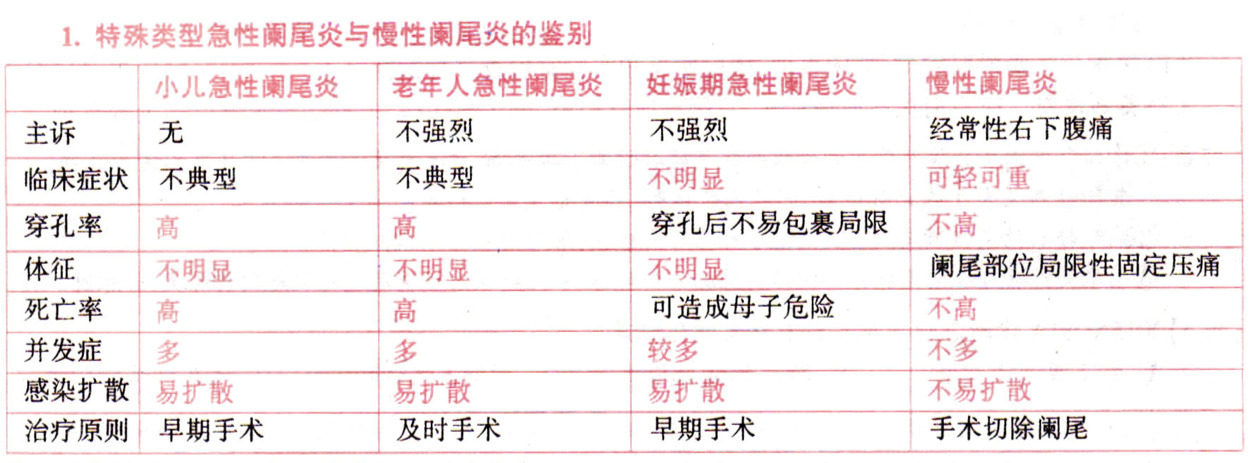 1. 特殊类型急性阑尾炎与慢性阑尾炎的鉴别
小儿急性阑尾炎 老年人急性阑尾炎 妊娠期急性阑尾炎 慢性阑尾炎
主诉 无 不强烈 不强烈 经常性右下腹痛
临床症状 不典型 不典型 不明显 可轻可重
穿孔率 高 高 穿孔后不易包裹局限 不高
体征 不明显 不明显 不明显 阑尾部位局限性固定压痛
死亡率 高 高 可造成母子危险 不高
并发症 多 多 较多 不多
感染扩散 易扩散 易扩散 易扩散 不易扩散
治疗原则 早期手术 及时手术 早期手术 手术切除阑尾